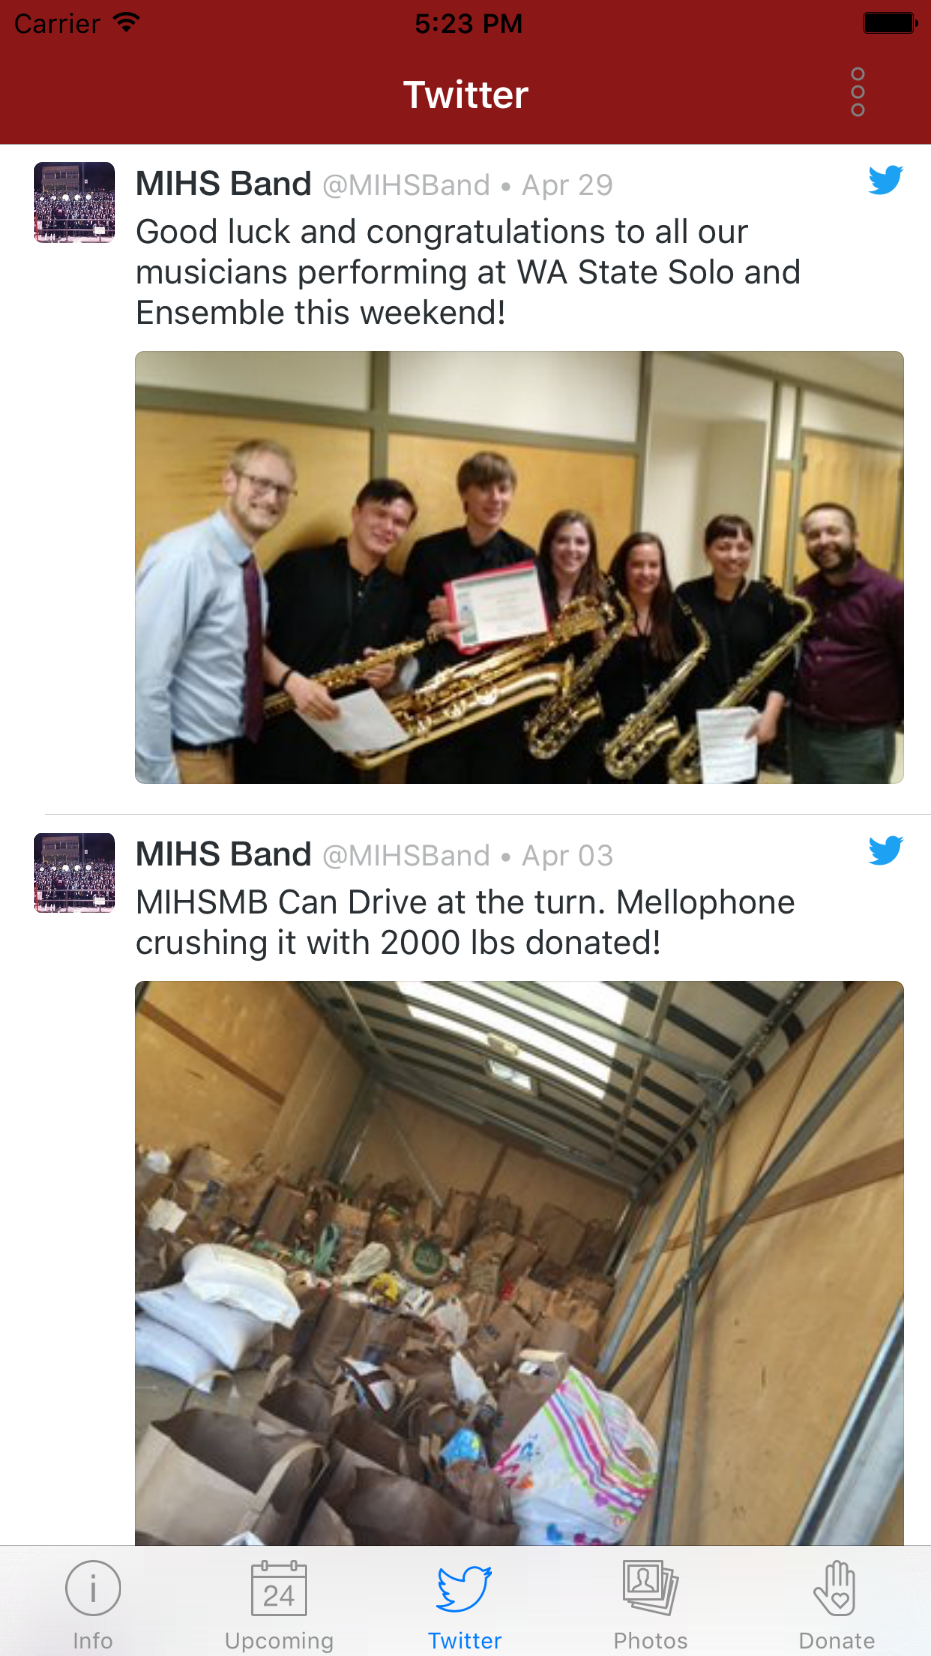 Carrier 5:23 PM
Twitter
MIHS Band @MIHSBand • Apr 29
Good luck and congratulations to all our
musicians performing at WA State Solo and
Ensemble this weekend!
MIHS Band @MIHSBand • Apr 03
MIHSMB Can Drive at the turn. Mellophone
crushing it with 2000 lbs donated!
24
Info Upcoming Twitter Photos Donate